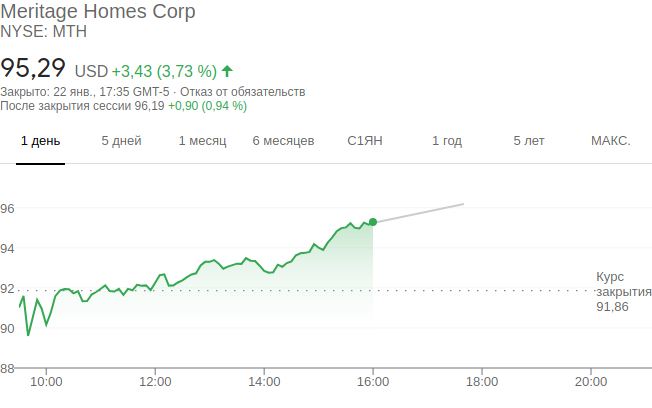 Meritage Homes Corp
NYSE: MTH
95,29 USD +3,43 (3,73 %)
Закрыто: 22 янв., 17:35 GMT-5 · Отказ от обязательств
После закрытия сессии 96,19 +0,90 (0,94 %)
1 день 5 дней 1 месяц 6 месяцев С1ЯН 1 год 5 лет МАКС.
96
94
92
90
88
Курс
закрытия
91,86
10:00 12:00 14:00 16:00 18:00 20:00